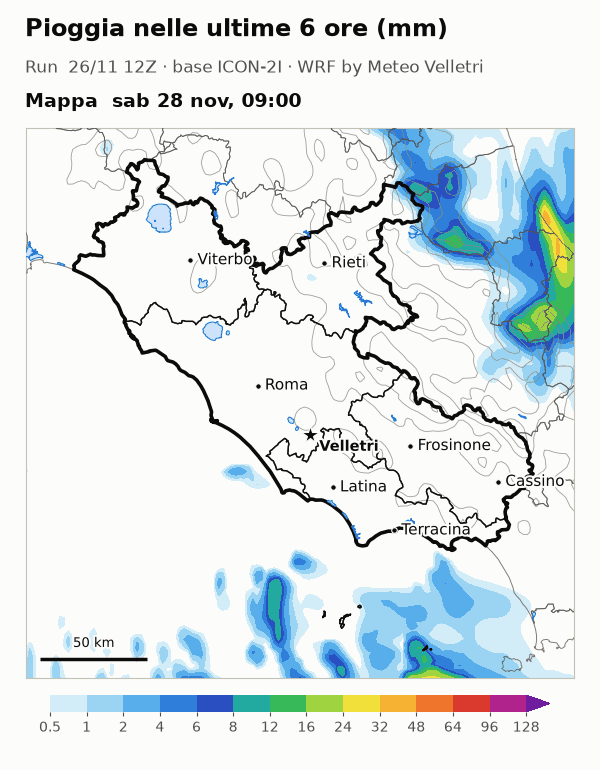 Pioggia nelle ultime 6 ore (mm)
Run  26/11 12Z · base ICON-2I · WRF by Meteo Velletri
Mappa  sab 28 nov, 09:00
Viterbo
Rieti
Roma
Velletri
Frosinone
Cassino
Latina
Terracina
50 km
0.5 1 2 4 6 8 12 16 24 32 48 64 96 128